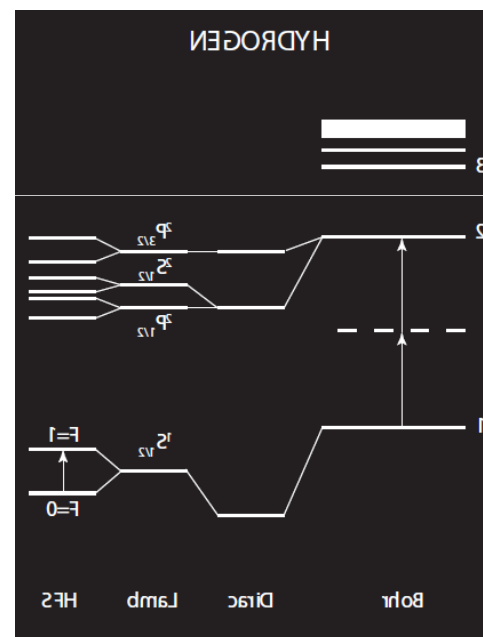 HYDROGEN
3
2
²P₃/₂
²S₁/₂
²P₁/₂
1
¹S₁/₂
F=1
F=0
Bohr Dirac Lamb HFS